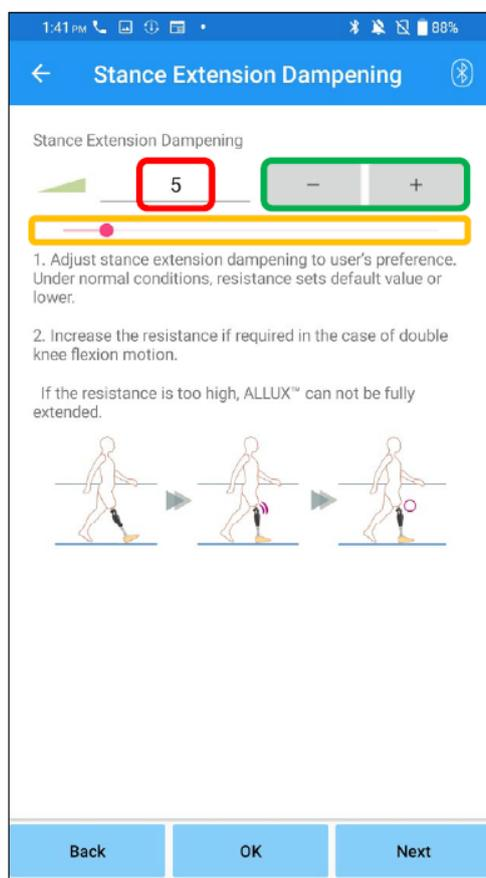 1:41 PM 88%
Stance Extension Dampening
Stance Extension Dampening
5 − +
1. Adjust stance extension dampening to user's preference.
Under normal conditions, resistance sets default value or
lower.
2. Increase the resistance if required in the case of double
knee flexion motion.
If the resistance is too high, ALLUX™ can not be fully
extended.
Back OK Next